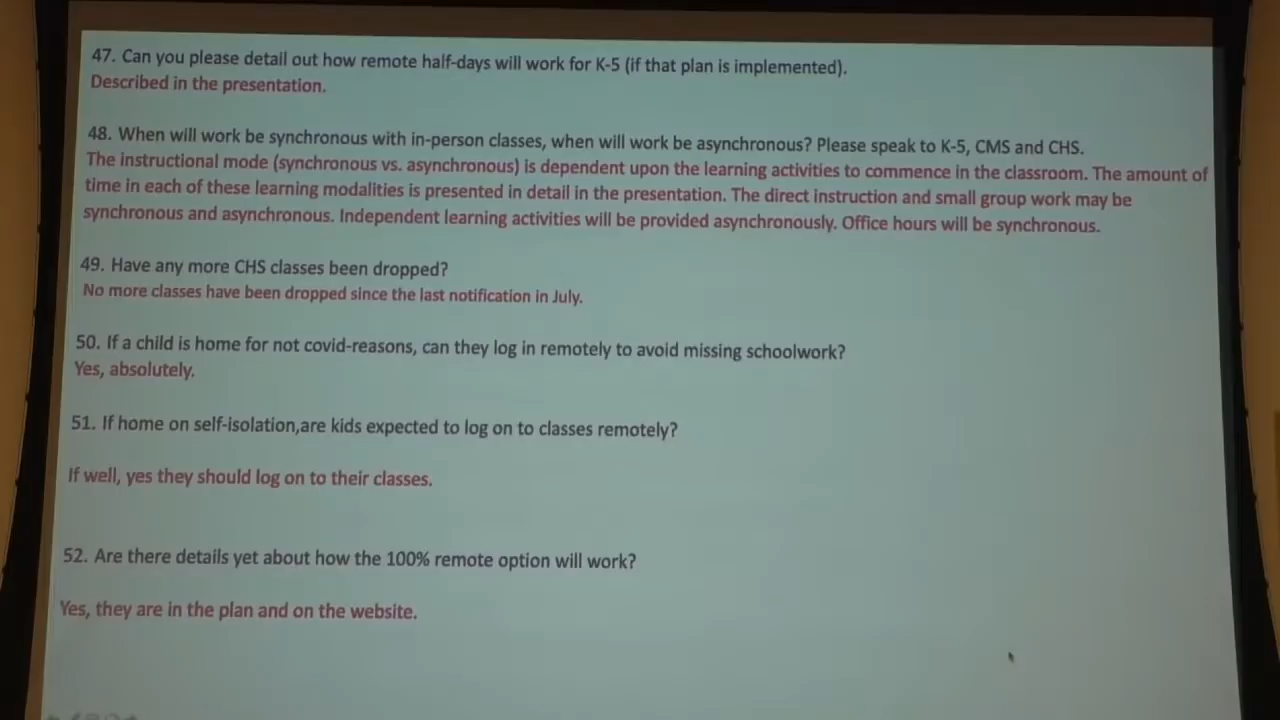 47. Can you please detail out how remote half-days will work for K-5 (if that plan is implemented).
Described in the presentation.
48. When will work be synchronous with in-person classes, when will work be asynchronous? Please speak to K-5, CMS and CHS.
The instructional mode (synchronous vs. asynchronous) is dependent upon the learning activities to commence in the classroom. The amount of
time in each of these learning modalities is presented in detail in the presentation. The direct instruction and small group work may be
synchronous and asynchronous. Independent learning activities will be provided asynchronously. Office hours will be synchronous.
49. Have any more CHS classes been dropped?
No more classes have been dropped since the last notification in July.
50. If a child is home for not covid-reasons, can they log in remotely to avoid missing schoolwork?
Yes, absolutely.
51. If home on self-isolation,are kids expected to log on to classes remotely?
If well, yes they should log on to their classes.
52. Are there details yet about how the 100% remote option will work?
Yes, they are in the plan and on the website.